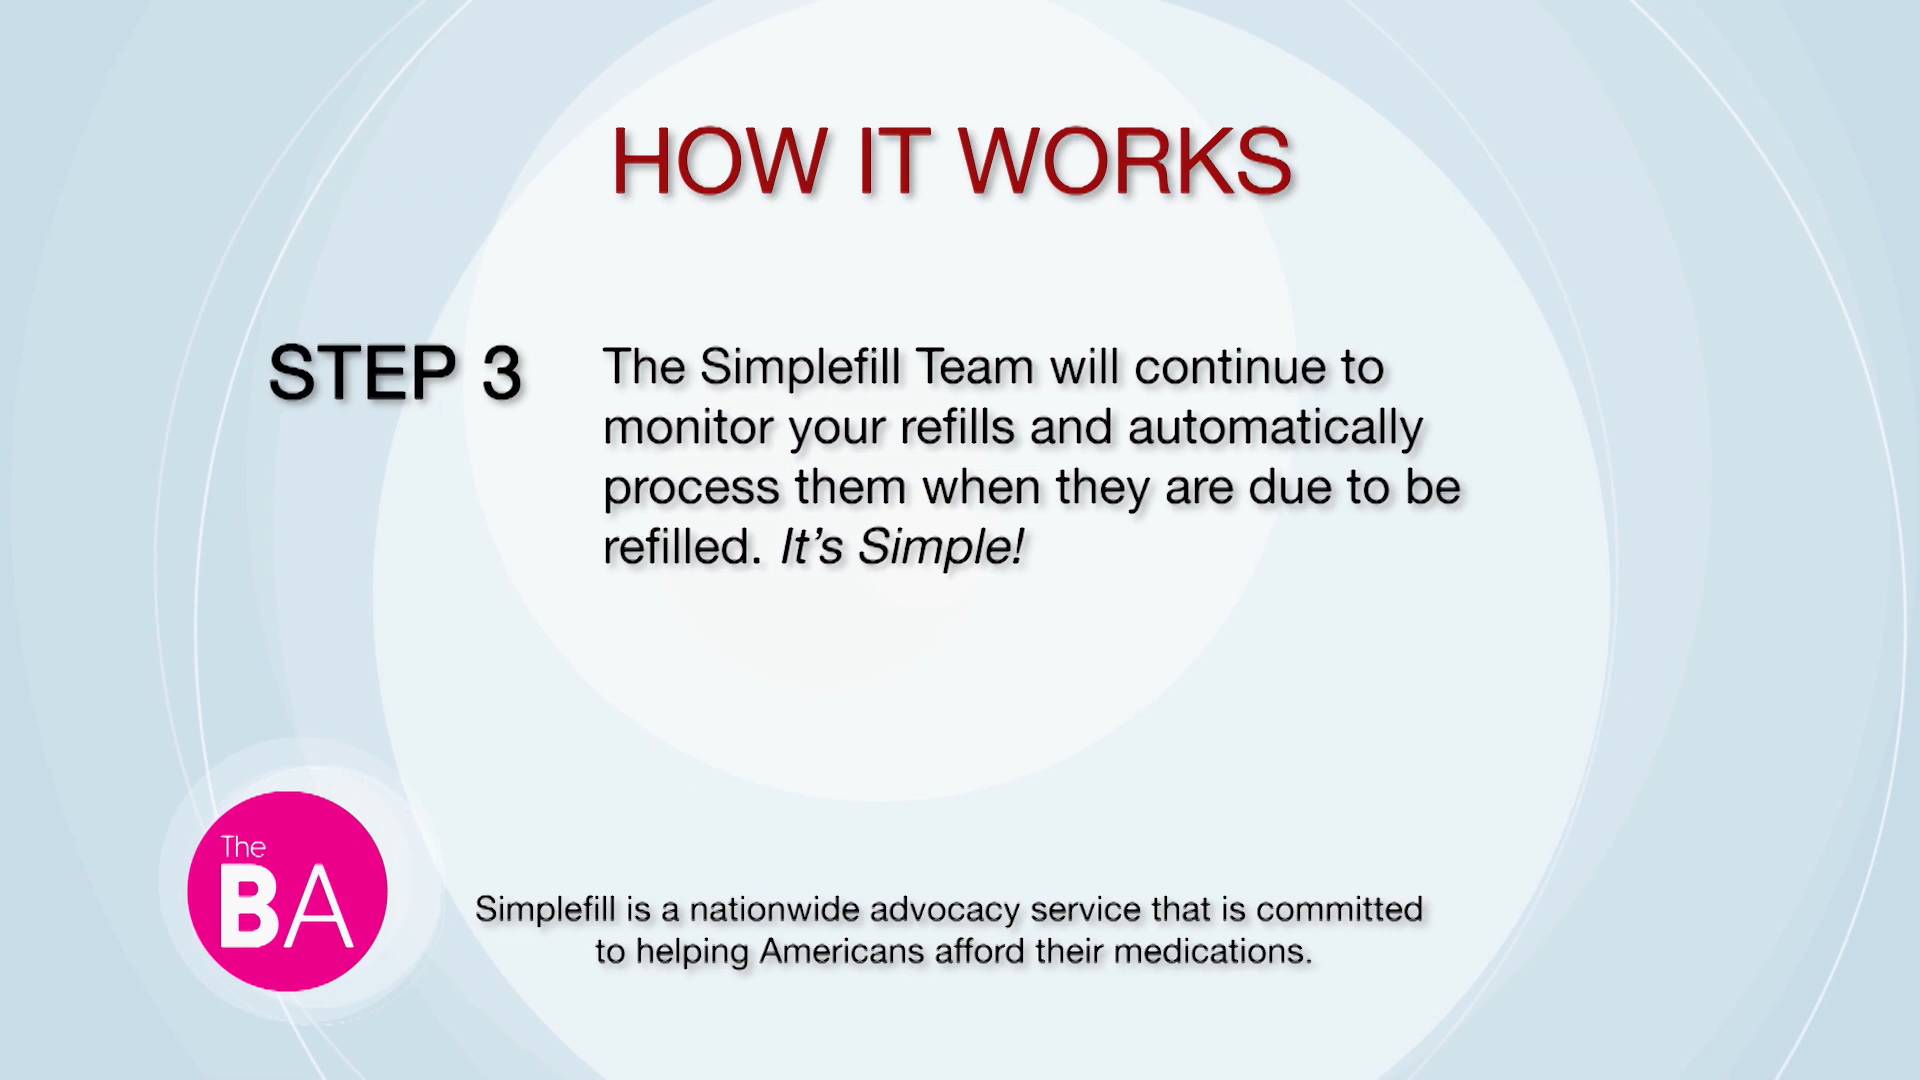 HOW IT WORKS
STEP 3
The Simplefill Team will continue to
monitor your refills and automatically
process them when they are due to be
refilled. It’s Simple!
The
BA
Simplefill is a nationwide advocacy service that is committed
to helping Americans afford their medications.